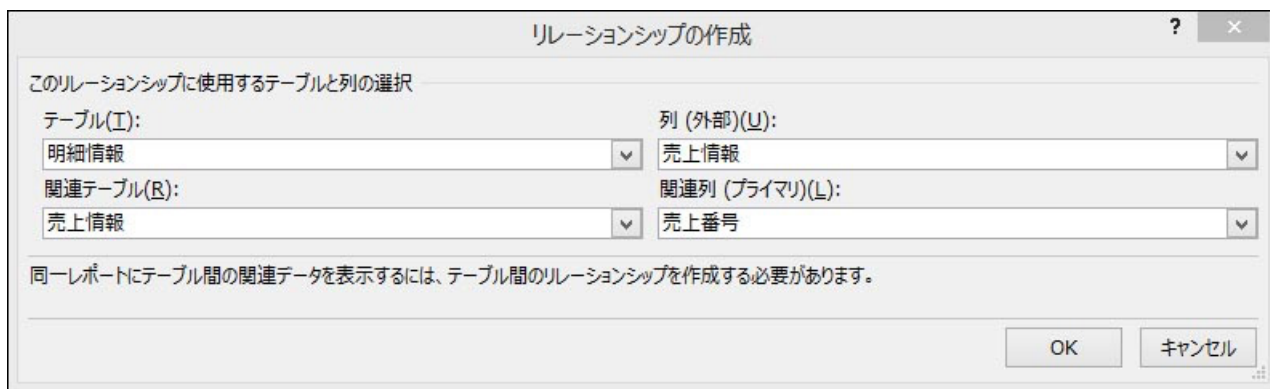 リレーションシップの作成
?
×
このリレーションシップに使用するテーブルと列の選択
テーブル(T):
列 (外部)(U):
明細情報
売上情報
関連テーブル(R):
関連列 (プライマリ)(L):
売上情報
売上番号
同一レポートにテーブル間の関連データを表示するには、テーブル間のリレーションシップを作成する必要があります。
OK
キャンセル